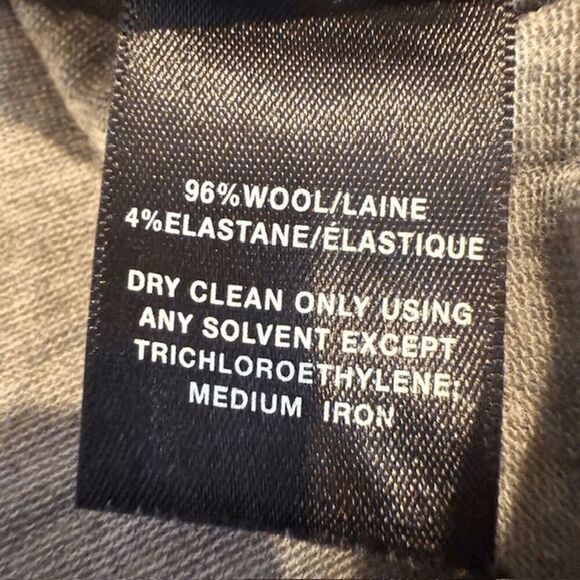 96%WOOL/LAINE
4%ELASTANE/ÉLASTIQUE
DRY CLEAN ONLY USING
ANY SOLVENT EXCEPT
TRICHLOROETHYLENE;
MEDIUM IRON